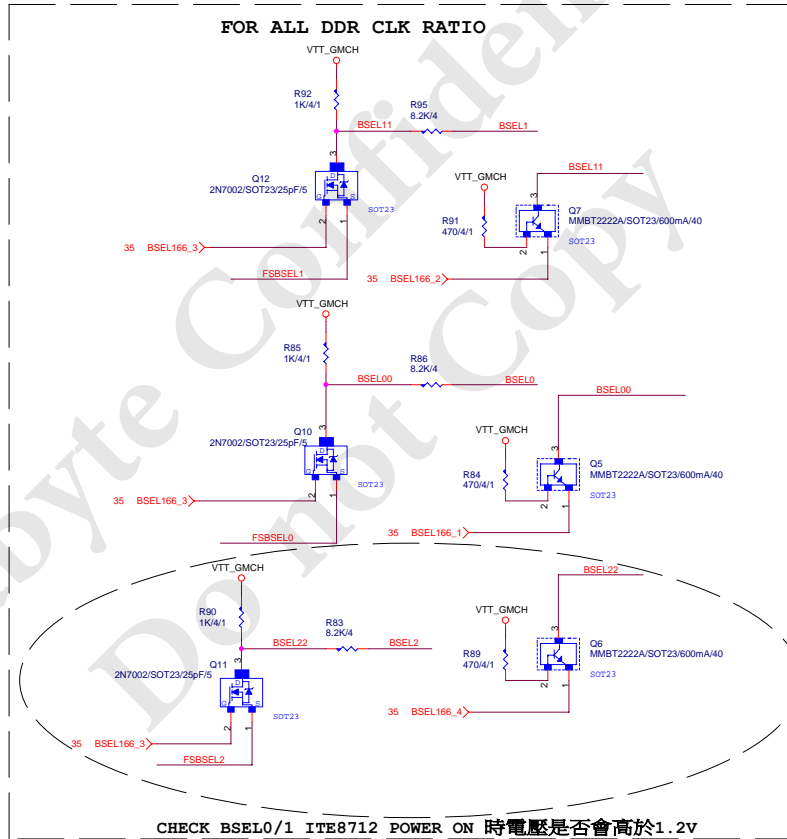 FOR ALL DDR CLK RATIO
VTT_GMCH
R92
1K/4/1
R95
8.2K/4
BSEL11
BSEL1
3
D
G
S
2
1
Q12
2N7002/SOT23/25pF/5
SOT23
35 BSEL166_3
FSBSEL1
VTT_GMCH
R91
470/4/1
BSEL11
3
2
1
Q7
MMBT2222A/SOT23/600mA/40
SOT23
35 BSEL166_2
VTT_GMCH
R85
1K/4/1
R86
8.2K/4
BSEL00
BSEL0
3
D
G
S
2
1
Q10
2N7002/SOT23/25pF/5
SOT23
35 BSEL166_3
FSBSEL0
VTT_GMCH
R84
470/4/1
BSEL00
3
2
1
Q5
MMBT2222A/SOT23/600mA/40
SOT23
35 BSEL166_1
VTT_GMCH
R90
1K/4/1
R83
8.2K/4
BSEL22
BSEL2
3
D
G
S
2
1
Q11
2N7002/SOT23/25pF/5
SOT23
35 BSEL166_3
FSBSEL2
VTT_GMCH
R89
470/4/1
BSEL22
3
2
1
Q6
MMBT2222A/SOT23/600mA/40
SOT23
35 BSEL166_4
CHECK BSEL0/1 ITE8712 POWER ON 時電壓是否會高於1.2V
byte Confiden
Do not Copy